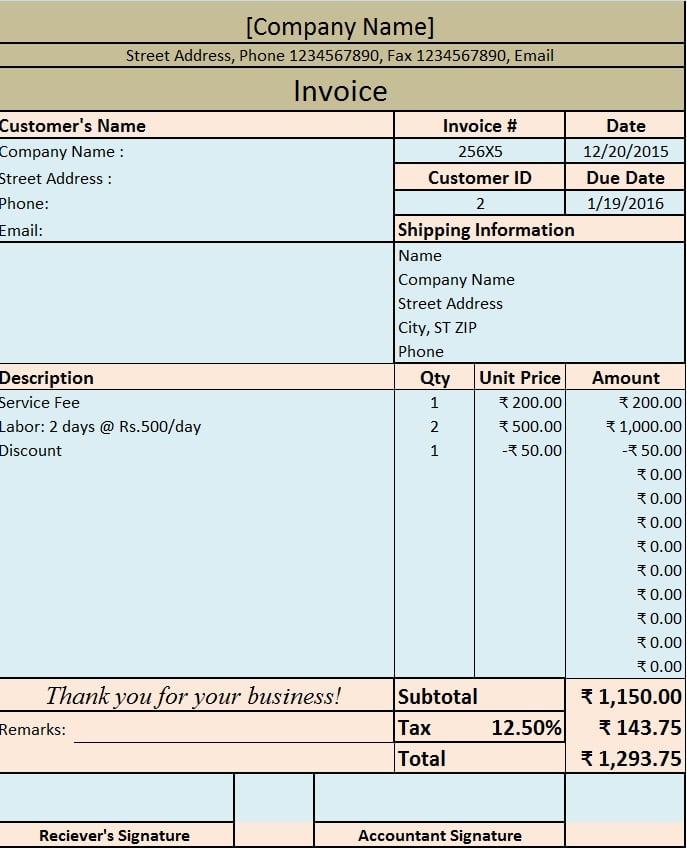 [Company Name]
Street Address, Phone 1234567890, Fax 1234567890, Email
Invoice
Customer's Name Invoice # Date
Company Name : 256X5 12/20/2015
Street Address : Customer ID Due Date
Phone: 2 1/19/2016
Email: Shipping Information
Name
Company Name
Street Address
City, ST ZIP
Phone
Description Qty Unit Price Amount
Service Fee 1 ₹ 200.00 ₹ 200.00
Labor: 2 days @ Rs.500/day 2 ₹ 500.00 ₹ 1,000.00
Discount 1 -₹ 50.00 -₹ 50.00
₹ 0.00
₹ 0.00
₹ 0.00
₹ 0.00
₹ 0.00
₹ 0.00
₹ 0.00
₹ 0.00
₹ 0.00
Thank you for your business! Subtotal ₹ 1,150.00
Remarks: Tax 12.50% ₹ 143.75
Total ₹ 1,293.75
Reciever's Signature Accountant Signature